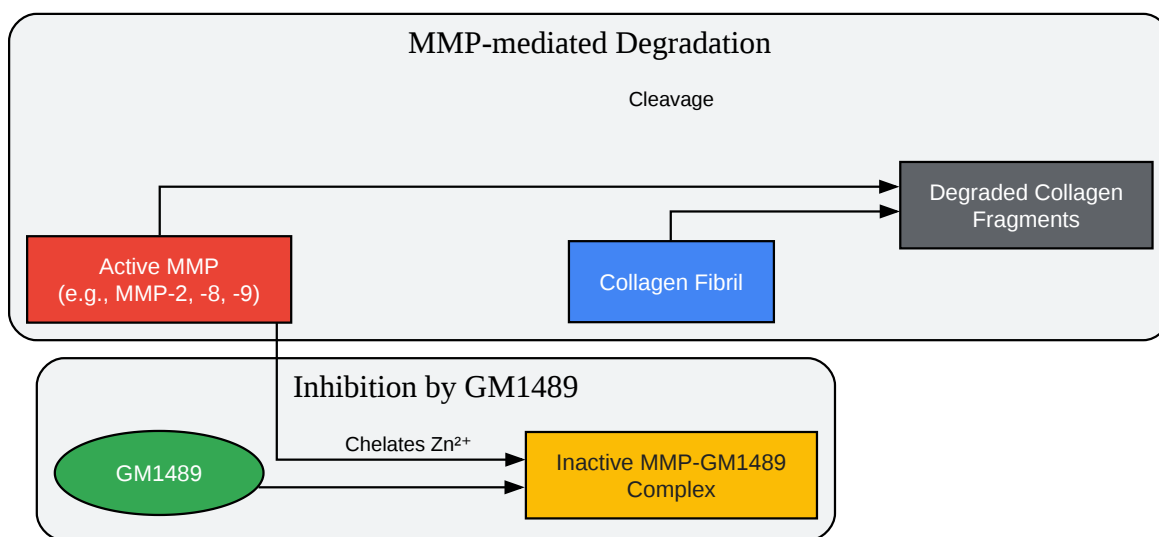 MMP-mediated Degradation
Cleavage
Degraded Collagen
Fragments
Active MMP
(e.g., MMP-2, -8, -9)
Collagen Fibril
Inhibition by GM1489
Chelates Zn²⁺
GM1489
Inactive MMP-GM1489
Complex